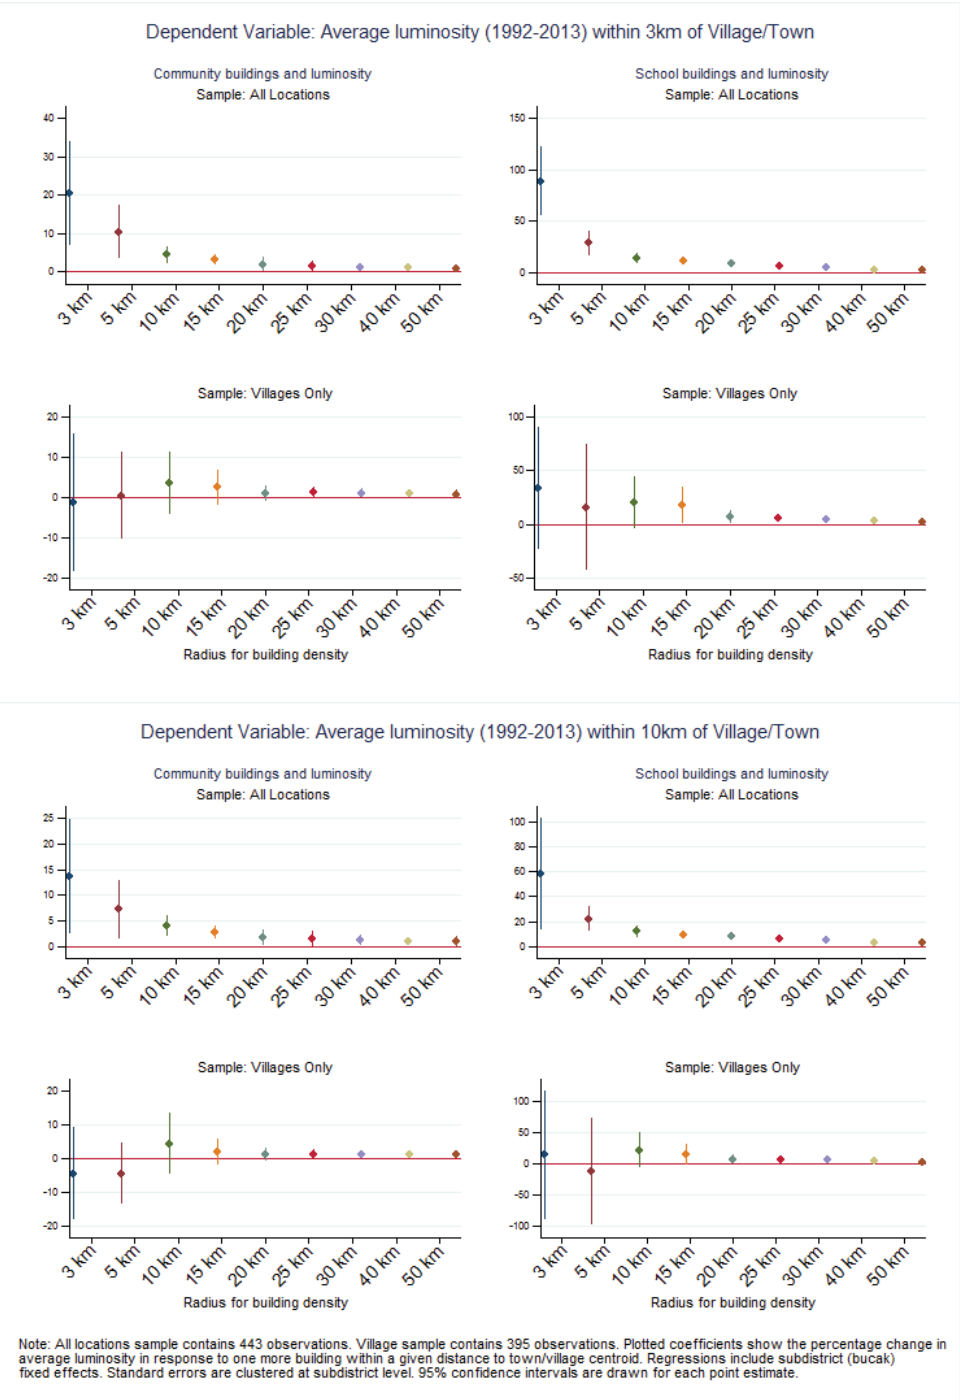 Dependent Variable: Average luminosity (1992-2013) within 3km of Village/Town
Community buildings and luminosity
Sample: All Locations
40
30
20
10
0
3 km
5 km
10 km
15 km
20 km
25 km
30 km
40 km
50 km
School buildings and luminosity
Sample: All Locations
150
100
50
0
3 km
5 km
10 km
15 km
20 km
25 km
30 km
40 km
50 km
Sample: Villages Only
20
10
0
-10
-20
3 km
5 km
10 km
15 km
20 km
25 km
30 km
40 km
50 km
Radius for building density
Sample: Villages Only
100
50
0
-50
3 km
5 km
10 km
15 km
20 km
25 km
30 km
40 km
50 km
Radius for building density
Dependent Variable: Average luminosity (1992-2013) within 10km of Village/Town
Community buildings and luminosity
Sample: All Locations
25
20
15
10
5
0
3 km
5 km
10 km
15 km
20 km
25 km
30 km
40 km
50 km
School buildings and luminosity
Sample: All Locations
100
80
60
40
20
0
3 km
5 km
10 km
15 km
20 km
25 km
30 km
40 km
50 km
Sample: Villages Only
20
10
0
-10
-20
3 km
5 km
10 km
15 km
20 km
25 km
30 km
40 km
50 km
Radius for building density
Sample: Villages Only
100
50
0
-50
-100
3 km
5 km
10 km
15 km
20 km
25 km
30 km
40 km
50 km
Radius for building density
Note: All locations sample contains 443 observations. Village sample contains 395 observations. Plotted coefficients show the percentage change in
average luminosity in response to one more building within a given distance to town/village centroid. Regressions include subdistrict (bucak)
fixed effects. Standard errors are clustered at subdistrict level. 95% confidence intervals are drawn for each point estimate.